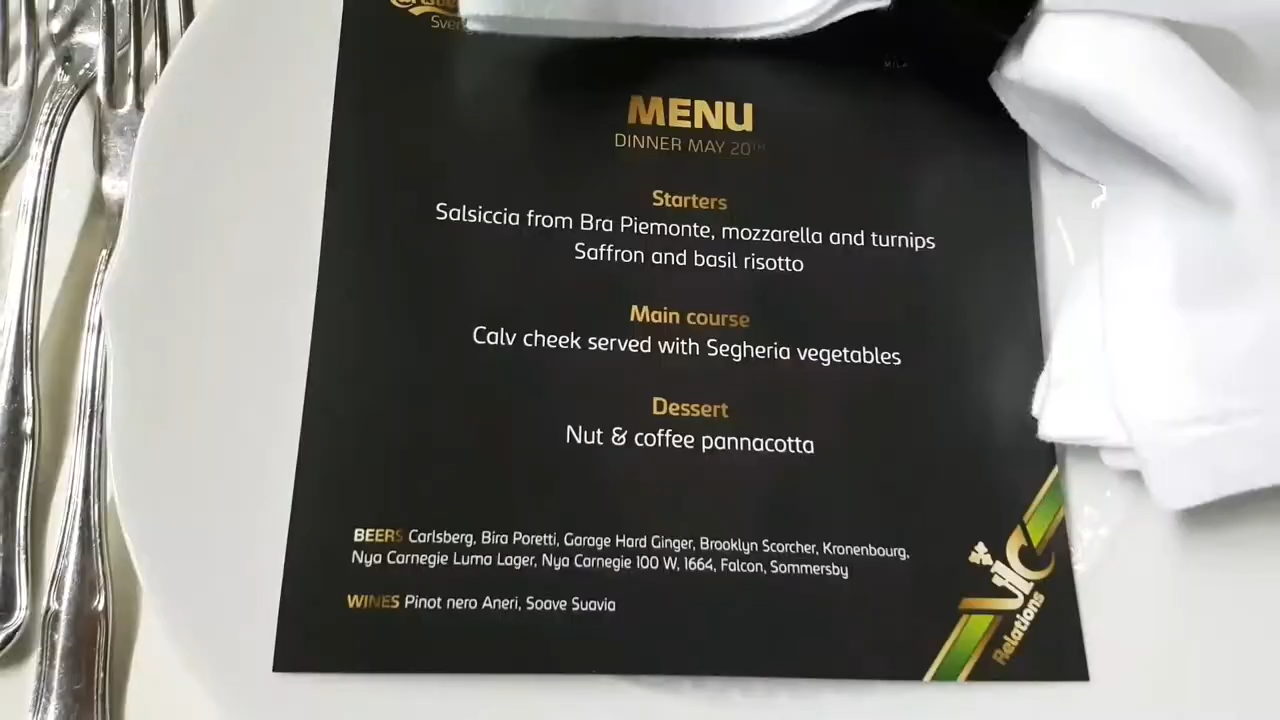 MENU
DINNER MAY 20TH
Starters
Salsiccia from Bra Piemonte, mozzarella and turnips
Saffron and basil risotto
Main course
Calv cheek served with Segheria vegetables
Dessert
Nut & coffee pannacotta
BEERS Carlsberg, Bira Poretti, Garage Hard Ginger, Brooklyn Scorcher, Kronenbourg,
Nya Carnegie Luma Lager, Nya Carnegie 100 W, 1664, Falcon, Sommersby
WINES Pinot nero Aneri, Soave Suavia
Relations